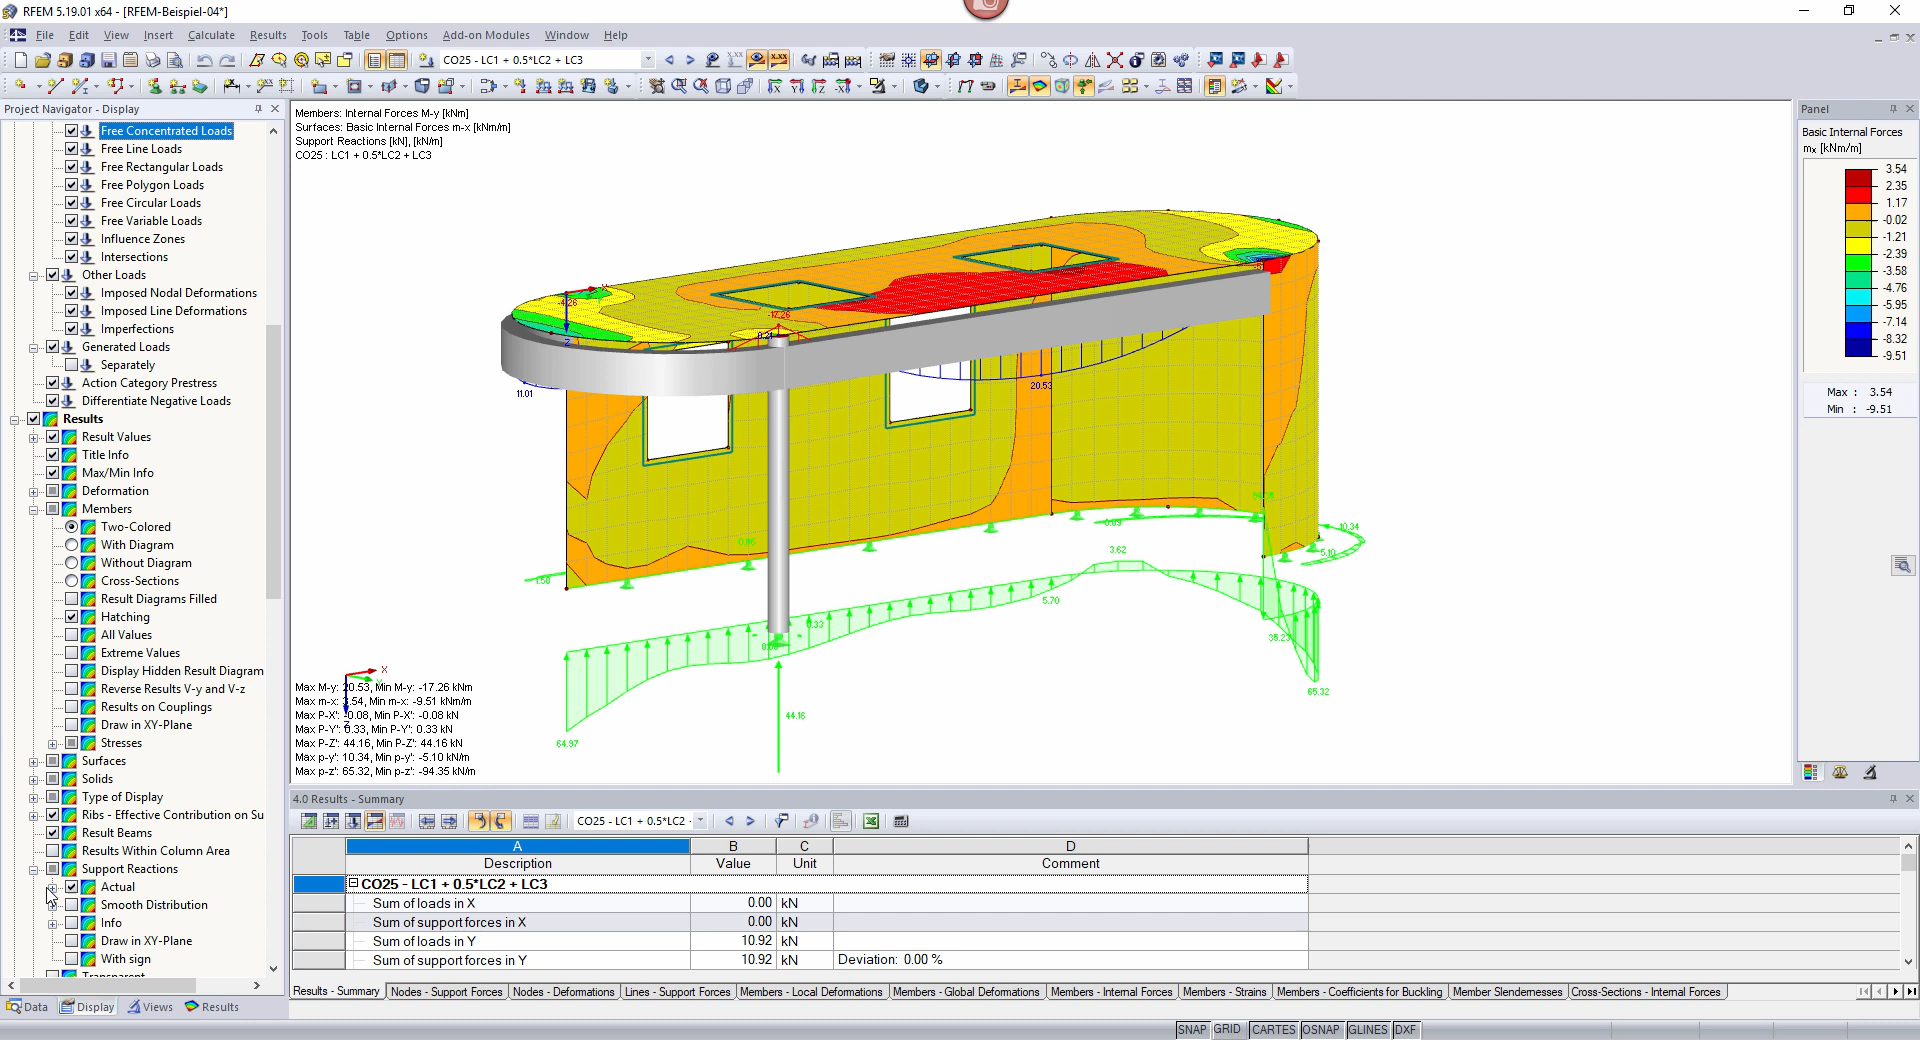 RFEM 5.19.01 x64 - [RFEM-Beispiel-04*]
File Edit View Insert Calculate Results Tools Table Options Add-on Modules Window Help
CO25 - LC1 + 0.5*LC2 + LC3
Project Navigator - Display
Free Concentrated Loads
Free Line Loads
Free Rectangular Loads
Free Polygon Loads
Free Circular Loads
Free Variable Loads
Influence Zones
Intersections
Other Loads
Imposed Nodal Deformations
Imposed Line Deformations
Imperfections
Generated Loads
Separately
Action Category Prestress
Differentiate Negative Loads
Results
Result Values
Title Info
Max/Min Info
Deformation
Members
Two-Colored
With Diagram
Without Diagram
Cross-Sections
Result Diagrams Filled
Hatching
All Values
Extreme Values
Display Hidden Result Diagram
Reverse Results V-y and V-z
Results on Couplings
Draw in XY-Plane
Stresses
Surfaces
Solids
Type of Display
Ribs - Effective Contribution on Su
Result Beams
Results Within Column Area
Support Reactions
Actual
Smooth Distribution
Info
Draw in XY-Plane
With sign
Transparent
Data Display Views Results
Members: Internal Forces M-y [kNm]
Surfaces: Basic Internal Forces m-x [kNm/m]
Support Reactions [kN], [kN/m]
CO25 : LC1 + 0.5*LC2 + LC3
X
Z
-17.26
11.01
20.53
10.34
5.10
3.62
5.70
0.33
35.23
65.32
44.16
64.97
X
Z
Max M-y: 20.53, Min M-y: -17.26 kNm
Max m-x: 3.54, Min m-x: -9.51 kNm/m
Max P-X': -0.08, Min P-X': -0.08 kN
Max P-Y': 0.33, Min P-Y': 0.33 kN
Max P-Z': 44.16, Min P-Z': 44.16 kN
Max p-y': 10.34, Min p-y': -5.10 kN/m
Max p-z': 65.32, Min p-z': -94.35 kN/m
Panel
Basic Internal Forces
mx [kNm/m]
3.54
2.35
1.17
-0.02
-1.21
-2.39
-3.58
-4.76
-5.95
-7.14
-8.32
-9.51
Max : 3.54
Min : -9.51
4.0 Results - Summary
CO25 - LC1 + 0.5*LC2 -
A B C D
Description Value Unit Comment
CO25 - LC1 + 0.5*LC2 + LC3
Sum of loads in X 0.00 kN
Sum of support forces in X 0.00 kN
Sum of loads in Y 10.92 kN
Sum of support forces in Y 10.92 kN Deviation: 0.00 %
Results - Summary Nodes - Support Forces Nodes - Deformations Lines - Support Forces Members - Local Deformations Members - Global Deformations Members - Internal Forces Members - Strains Members - Coefficients for Buckling Member Slendernesses Cross-Sections - Internal Forces
SNAP GRID CARTES OSNAP GLINES DXF